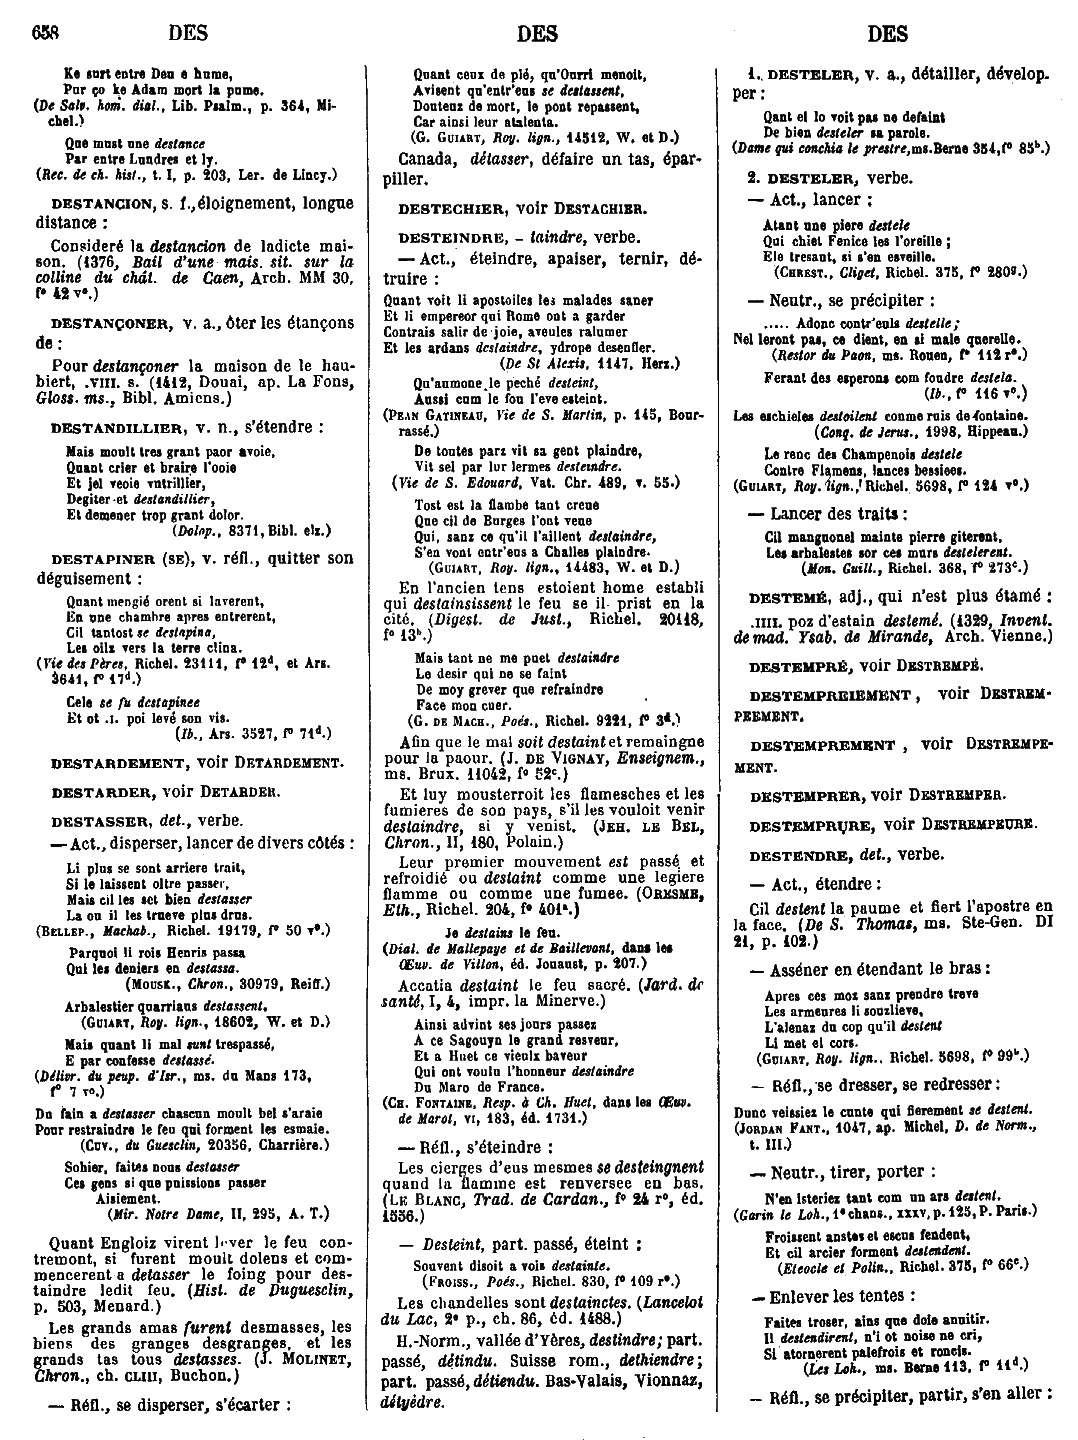 658 DES DES DES
Ke surt entre Deu e hume,
Pur ço ke Adam mort la pume.
(De Salv. hom. dial., Lib. Psalm., p. 364, Mi-
chel.)
Que must une destance
Par entre Lundres et ly.
(Rec. de ch. hist., t. I, p. 203, Ler. de Lincy.)
DESTANCION, s. f., éloignement, longue
distance :
Consideré la destancion de ladicte mai-
son. (1376, Bail d'une mais. sit. sur la
colline du chât. de Caen, Arch. MM 30,
f° 42 v°.)
DESTANÇONER, v. a., ôter les étançons
de :
Pour destançoner la maison de le hau-
biert, .VIII. s. (1412, Douai, ap. La Fons,
Gloss. ms., Bibl. Amiens.)
DESTANDILLIER, v. n., s'étendre :
Mais moult tres grant paor avoie,
Quant crier et braire l'ooie
Et jel veoie vutrillier,
Degiter et destandillier,
Et demener trop grant dolor.
(Dolop., 8371, Bibl. elz.)
DESTAPINER (SE), v. réfl., quitter son
déguisement :
Quant mengié orent si laverent,
En une chambre apres entrerent,
Cil tantost se destapina,
Les oilz vers la terre clina.
(Vie des Pères, Richel. 23111, f° 12d, et Ars.
3641, f° 17d.)
Cele se fu destapinee
Et ot .I. poi levé son vis.
(Ib., Ars. 3527, f° 71d.)
DESTARDEMENT, voir DETARDEMENT.
DESTARDER, voir DETARDER.
DESTASSER, det., verbe.
— Act., disperser, lancer de divers côtés :
Li plus se sont arriere trait,
Si le laissent oltre passer,
Mais cil les set bien destasser
La ou il les trueve plus drus.
(BELLEP., Machab., Richel. 19179, f° 50 v°.)
Parquoi li rois Henris passa
Qui les deniers en destassa.
(MOUSK., Chron., 30979, Reiff.)
Arbalestier quarriaus destassent.
(GUIART, Roy. lign., 18602, W. et D.)
Mais quant li mal sunt trespassé,
E par confesse destassé.
(Délivr. du peup. d'Isr., ms. du Mans 173,
f° 7 v°.)
Du fain a destasser chascun moult bel s'araie
Pour restraindre le feu qui forment les esmaie.
(CUV., du Guesclin, 20356, Charrière.)
Sohier, faites nous destasser
Ces gens si que puissions passer
Aisiement.
(Mir. Notre Dame, II, 295, A. T.)
Quant Engloiz virent lever le feu con-
tremont, si furent moult dolens et com-
mencerent a detasser le foing pour des-
taindre ledit feu. (Hist. de Duguesclin,
p. 503, Menard.)
Les grands amas furent desmasses, les
biens des granges desgranges, et les
grands tas tous destasses. (J. MOLINET,
Chron., ch. CLIII, Buchon.)
— Réfl., se disperser, s'écarter :
Quant ceux de pié, qu'Ourri menoit,
Avisent qu'entr'eus se destassent,
Douteux de mort, le pont repassent,
Car ainsi leur atalenta.
(G. GUIART, Roy. lign., 14512, W. et D.)
Canada, détasser, défaire un tas, épar-
piller.
DESTECHIER, voir DESTACHIER.
DESTEINDRE, - taindre, verbe.
— Act., éteindre, apaiser, ternir, dé-
truire :
Quant voit li apostoiles les malades saner
Et li empereor qui Rome ont a garder
Contrais salir de joie, aveules ralumer
Et les ardans destaindre, ydrope desenfler.
(De St Alexis, 1147, Herz.)
Qu'aumone le peché desteint,
Aussi cum le fou l'eve esteint.
(PEAN GATINEAU, Vie de S. Martin, p. 145, Bour-
rassé.)
De toutes parz vit sa gent plaindre,
Vit sel par lur lermes desteindre.
(Vie de S. Edouard, Vat. Chr. 489, v. 55.)
Tost est la flambe tant creue
Que cil de Burges l'ont veue
Qui, sanz ce qu'il l'aillent destaindre,
S'en vont entr'eus a Challes plaindre.
(GUIART, Roy. lign., 14483, W. et D.)
En l'ancien tens estoient home establi
qui destainsissent le feu se il prist en la
cité. (Digest. de Just., Richel. 20118,
f° 13b.)
Mais tant ne me puet destaindre
Le desir qui ne se faint
De moy grever que refraindre
Face mon cuer.
(G. DE MACH., Poés., Richel. 9221, f° 3d.)
Afin que le mal soit destaint et remaingne
pour la paour. (J. DE VIGNAY, Enseignem.,
ms. Brux. 11042, f° 52c.)
Et luy mousterroit les flamesches et les
fumieres de son pays, s'il les vouloit venir
destaindre, si y venist. (JEH. LE BEL,
Chron., II, 180, Polain.)
Leur premier mouvement est passé et
refroidié ou destaint comme une legiere
flamme ou comme une fumee. (ORESME,
Eth., Richel. 204, f° 401a.)
Je destains le feu.
(Dial. de Mallepaye et de Baillevant, dans les
Œuv. de Villon, éd. Jouaust, p. 207.)
Accatia destaint le feu sacré. (Jard. de
santé, I, 4, impr. la Minerve.)
Ainsi advint ses jours passez
A ce Sagouyn le grand resveur,
Et a Huet ce vieulx baveur
Qui ont voulu l'honneur destaindre
Du Maro de France.
(CH. FONTAINE, Resp. à Ch. Huet, dans les Œuv.
de Marot, VI, 183, éd. 1731.)
— Réfl., s'éteindre :
Les cierges d'eus mesmes se desteingnent
quand la flamme est renversee en bas.
(LE BLANC, Trad. de Cardan., f° 24 r°, éd.
1556.)
— Desteint, part. passé, éteint :
Souvent disoit a vois destainte.
(FROISS., Poés., Richel. 830, f° 109 r°.)
Les chandelles sont destainctes. (Lancelot
du Lac, 2e p., ch. 86, éd. 1488.)
H.-Norm., vallée d'Yères, destindre; part.
passé, détindu. Suisse rom., dethiendre;
part. passé, détiendu. Bas-Valais, Vionnaz,
détyèdre.
1. DESTELER, v. a., détailler, dévelop-
per :
Qant el lo voit pas ne defaint
De bien desteler sa parole.
(Dame qui conchia le prestre, ms. Berne 354, f° 85b.)
2. DESTELER, verbe.
— Act., lancer :
Atant une piere destele
Qui chiet Fenice les l'oreille ;
Ele tresaut, si s'en esveille.
(CHREST., Cliget, Richel. 375, f° 280g.)
— Neutr., se précipiter :
..... Adonc contr'euls destelle;
Nel leront pas, ce dient, en si male querelle.
(Restor du Paon, ms. Rouen, f° 112 r°.)
Ferant des esperons com foudre destela.
(Ib., f° 116 v°.)
Les eschieles destoilent conme ruis de fontaine.
(Conq. de Jerus., 1998, Hippeau.)
Le renc des Champenois destele
Contre Flamens, lances bessiees.
(GUIART, Roy. lign., Richel. 5698, f° 124 v°.)
— Lancer des traits :
Cil mangnonel mainte pierre giterent,
Les arbalestes sor ces murs destelerent.
(Mon. Guill., Richel. 368, f° 273c.)
DESTEMÉ, adj., qui n'est plus étamé :
.IIII. poz d'estain destemé. (1329, Invent.
de mad. Ysab. de Mirande, Arch. Vienne.)
DESTEMPRÉ, voir DESTREMPÉ.
DESTEMPREIEMENT, voir DESTREM-
PEEMENT.
DESTEMPREMENT, voir DESTREMPE-
MENT.
DESTEMPRER, voir DESTREMPER.
DESTEMPRURE, voir DESTREMPEURE.
DESTENDRE, det., verbe.
— Act., étendre :
Cil destent la paume et fiert l'apostre en
la face. (De S. Thomas, ms. Ste-Gen. DI
21, p. 102.)
— Asséner en étendant le bras :
Apres ces moz sanz prendre treve
Les armeures li souzlieve,
L'alenaz du cop qu'il destent
Li met el cors.
(GUIART, Roy. lign., Richel. 5698, f° 99b.)
— Réfl., se dresser, se redresser :
Dunc veissiez le cunte qui fierement se destent.
(JORDAN FANT., 1047, ap. Michel, D. de Norm.,
t. III.)
— Neutr., tirer, porter :
N'en isteriez tant com un ars destent.
(Garin le Loh., 1e chans., XXXV, p. 125, P. Paris.)
Froissent anstes et escus fendent,
Et cil arcier forment destendent.
(Eteocle et Polin., Richel. 375, f° 66c.)
— Enlever les tentes :
Faites troser, ains que doie anuitir.
Il destendirent, n'i ot noise ne cri,
Si atornerent palefrois et roncis.
(Les Loh., ms. Berne 113, f° 11d.)
— Réfl., se précipiter, partir, s'en aller :